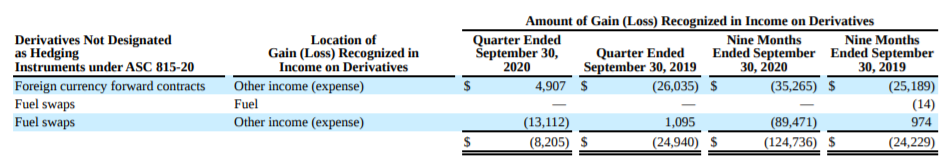 Amount of Gain (Loss) Recognized in Income on Derivatives
Derivatives Not Designated as Hedging Instruments under ASC 815-20 Location of Gain (Loss) Recognized in Income on Derivatives Quarter Ended September 30, 2020 Quarter Ended September 30, 2019 Nine Months Ended September 30, 2020 Nine Months Ended September 30, 2019
Foreign currency forward contracts Other income (expense) $ 4,907 $ (26,035) $ (35,265) $ (25,189)
Fuel swaps Fuel — — — (14)
Fuel swaps Other income (expense) (13,112) 1,095 (89,471) 974
$ (8,205) $ (24,940) $ (124,736) $ (24,229)